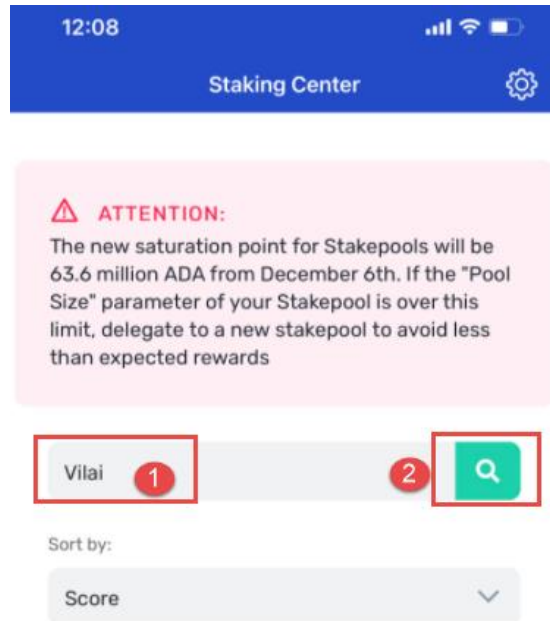 12:08
Staking Center
ATTENTION:
The new saturation point for Stakepools will be
63.6 million ADA from December 6th. If the "Pool
Size" parameter of your Stakepool is over this
limit, delegate to a new stakepool to avoid less
than expected rewards
Vilai 1 2
Sort by:
Score